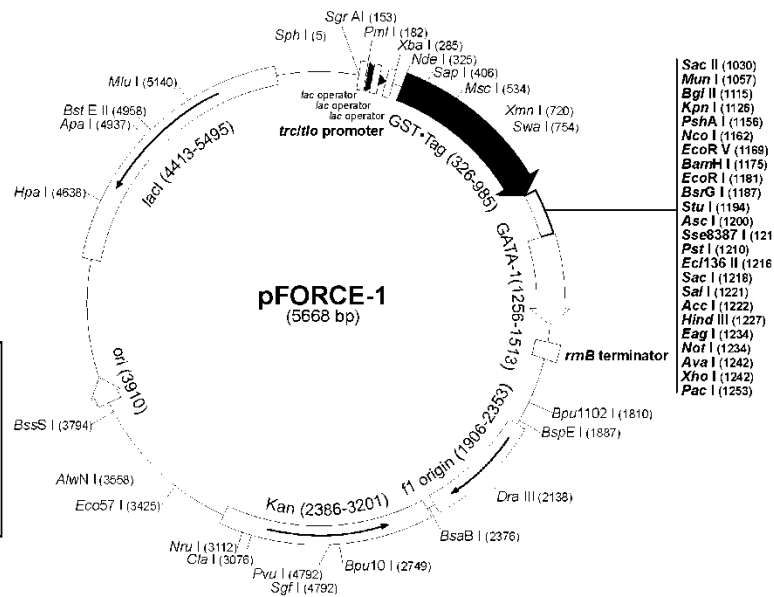 Sgr AI (153)
Pml I (182)
Sph I (5)
Xba I (285)
Nde I (325)
Sap I (406)
Msc I (534)
Xmn I (720)
Swa I (754)
Mlu I (5140)
Bst E II (4958)
Apa I (4937)
Hpa I (4638)
lac operator
lac operator
lac operator
trc/tlo promoter
lacI (4413-5495)
GST•Tag (326-985)
GATA-1 (1256-1513)
pFORCE-1
(5668 bp)
rrnB terminator
ori (3910)
BssS I (3794)
AlwN I (3558)
Eco57 I (3425)
Nru I (3112)
Cla I (3076)
Pvu I (4792)
Sgf I (4792)
Kan (2386-3201)
Bpu10 I (2749)
f1 origin (1906-2353)
BsaB I (2376)
Dra III (2138)
BspE I (1887)
Bpu1102 I (1810)
Sac II (1030)
Mun I (1057)
Bgl II (1115)
Kpn I (1126)
PshA I (1156)
Nco I (1162)
EcoR V (1169)
BamH I (1175)
EcoR I (1181)
BsrG I (1187)
Stu I (1194)
Asc I (1200)
Sse8387 I (121
Pst I (1210)
Ecl136 II (1216
Sac I (1218)
Sal I (1221)
Acc I (1222)
Hind III (1227)
Eag I (1234)
Not I (1234)
Ava I (1242)
Xho I (1242)
Pac I (1253)